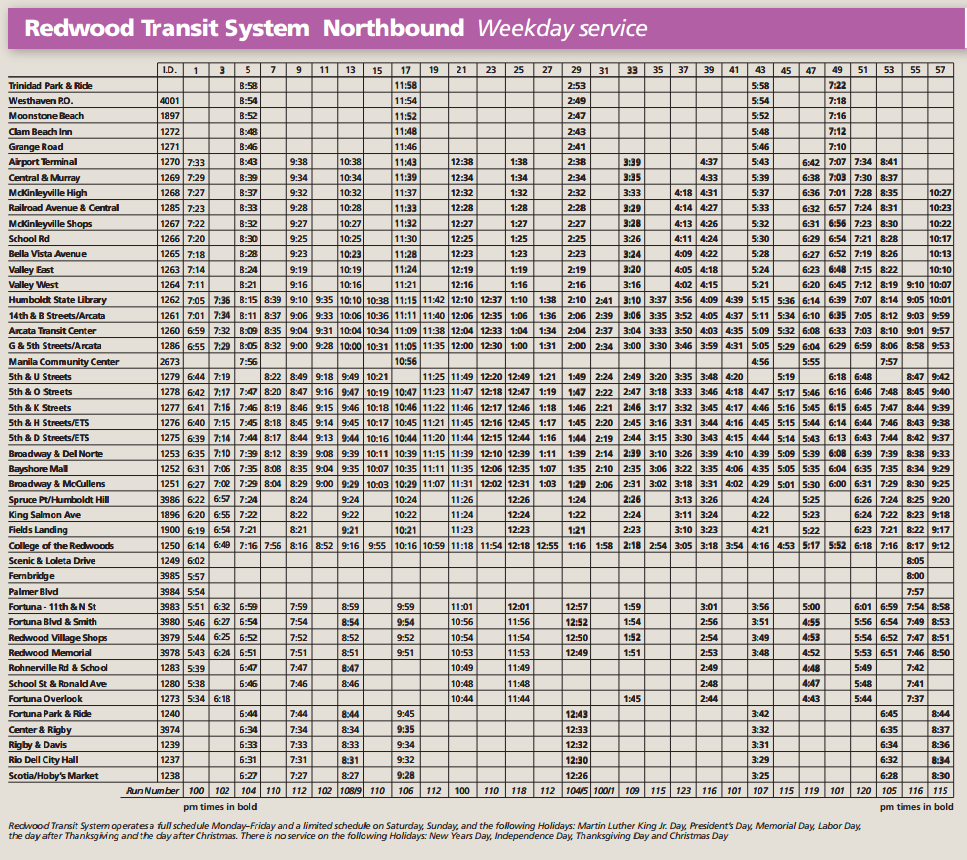 Redwood Transit System Northbound Weekday service
I.D. 1 3 5 7 9 11 13 15 17 19 21 23 25 27 29 31 33 35 37 39 41 43 45 47 49 51 53 55 57
Trinidad Park & Ride 8:58 11:58 2:53 5:58 7:22
Westhaven P.O. 4001 8:54 11:54 2:49 5:54 7:18
Moonstone Beach 1897 8:52 11:52 2:47 5:52 7:16
Clam Beach Inn 1272 8:48 11:48 2:43 5:48 7:12
Grange Road 1271 8:46 11:46 2:41 5:46 7:10
Airport Terminal 1270 7:33 8:43 9:38 10:38 11:43 12:38 1:38 2:38 3:39 4:37 5:43 6:42 7:07 7:34 8:41
Central & Murray 1269 7:29 8:39 9:34 10:34 11:39 12:34 1:34 2:34 3:35 4:33 5:39 6:38 7:03 7:30 8:37
McKinleyville High 1268 7:27 8:37 9:32 10:32 11:37 12:32 1:32 2:32 3:33 4:18 4:31 5:37 6:36 7:01 7:28 8:35 10:27
Railroad Avenue & Central 1285 7:23 8:33 9:28 10:28 11:33 12:28 1:28 2:28 3:29 4:14 4:27 5:33 6:32 6:57 7:24 8:31 10:23
McKinleyville Shops 1267 7:22 8:32 9:27 10:27 11:32 12:27 1:27 2:27 3:28 4:13 4:26 5:32 6:31 6:56 7:23 8:30 10:22
School Rd 1266 7:20 8:30 9:25 10:25 11:30 12:25 1:25 2:25 3:26 4:11 4:24 5:30 6:29 6:54 7:21 8:28 10:17
Bella Vista Avenue 1265 7:18 8:28 9:23 10:23 11:28 12:23 1:23 2:23 3:24 4:09 4:22 5:28 6:27 6:52 7:19 8:26 10:13
Valley East 1263 7:14 8:24 9:19 10:19 11:24 12:19 1:19 2:19 3:20 4:05 4:18 5:24 6:23 6:48 7:15 8:22 10:10
Valley West 1264 7:11 8:21 9:16 10:16 11:21 12:16 1:16 2:16 3:16 4:02 4:15 5:21 6:20 6:45 7:12 8:19 9:10 10:07
Humboldt State Library 1262 7:05 7:36 8:15 8:39 9:10 9:35 10:10 10:38 11:15 11:42 12:10 12:37 1:10 1:38 2:10 2:41 3:10 3:37 3:56 4:09 4:39 5:15 5:36 6:14 6:39 7:07 8:14 9:05 10:01
14th & B Streets/Arcata 1261 7:01 7:34 8:11 8:37 9:06 9:33 10:06 10:36 11:11 11:40 12:06 12:35 1:06 1:36 2:06 2:39 3:06 3:35 3:52 4:05 4:37 5:11 5:34 6:10 6:35 7:05 8:12 9:03 9:59
Arcata Transit Center 1260 6:59 7:32 8:09 8:35 9:04 9:31 10:04 10:34 11:09 11:38 12:04 12:33 1:04 1:34 2:04 2:37 3:04 3:33 3:50 4:03 4:35 5:09 5:32 6:08 6:33 7:03 8:10 9:01 9:57
G & 5th Streets/Arcata 1286 6:55 7:29 8:05 8:32 9:00 9:28 10:00 10:31 11:05 11:35 12:00 12:30 1:00 1:31 2:00 2:34 3:00 3:30 3:46 3:59 4:31 5:05 5:29 6:04 6:29 6:59 8:06 8:58 9:53
Manila Community Center 2673 7:56 10:56 4:56 5:55 7:57
5th & U Streets 1279 6:44 7:19 8:22 8:49 9:18 9:49 10:21 11:25 11:49 12:20 12:49 1:21 1:49 2:24 2:49 3:20 3:35 3:48 4:20 5:19 6:18 6:48 8:47 9:42
5th & O Streets 1278 6:42 7:17 7:47 8:20 8:47 9:16 9:47 10:19 10:47 11:23 11:47 12:18 12:47 1:19 1:47 2:22 2:47 3:18 3:33 3:46 4:18 4:47 5:17 5:46 6:16 6:46 7:48 8:45 9:40
5th & K Streets 1277 6:41 7:16 7:46 8:19 8:46 9:15 9:46 10:18 10:46 11:22 11:46 12:17 12:46 1:18 1:46 2:21 2:46 3:17 3:32 3:45 4:17 4:46 5:16 5:45 6:15 6:45 7:47 8:44 9:39
5th & H Streets/ETS 1276 6:40 7:15 7:45 8:18 8:45 9:14 9:45 10:17 10:45 11:21 11:45 12:16 12:45 1:17 1:45 2:20 2:45 3:16 3:31 3:44 4:16 4:45 5:15 5:44 6:14 6:44 7:46 8:43 9:38
5th & D Streets/ETS 1275 6:39 7:14 7:44 8:17 8:44 9:13 9:44 10:16 10:44 11:20 11:44 12:15 12:44 1:16 1:44 2:19 2:44 3:15 3:30 3:43 4:15 4:44 5:14 5:43 6:13 6:43 7:44 8:42 9:37
Broadway & Del Norte 1253 6:35 7:10 7:39 8:12 8:39 9:08 9:39 10:11 10:39 11:15 11:39 12:10 12:39 1:11 1:39 2:14 2:39 3:10 3:26 3:39 4:10 4:39 5:09 5:39 6:08 6:39 7:39 8:38 9:33
Bayshore Mall 1252 6:31 7:06 7:35 8:08 8:35 9:04 9:35 10:07 10:35 11:11 11:35 12:06 12:35 1:07 1:35 2:10 2:35 3:06 3:22 3:35 4:06 4:35 5:05 5:35 6:04 6:35 7:35 8:34 9:29
Broadway & McCullens 1251 6:27 7:02 7:29 8:04 8:29 9:00 9:29 10:03 10:29 11:07 11:31 12:02 12:31 1:03 1:29 2:06 2:31 3:02 3:18 3:31 4:02 4:29 5:01 5:30 6:00 6:31 7:29 8:30 9:25
Spruce Pt/Humboldt Hill 3986 6:22 6:57 7:24 8:24 9:24 10:24 11:26 12:26 1:24 2:26 3:13 3:26 4:24 5:25 6:26 7:24 8:25 9:20
King Salmon Ave 1896 6:20 6:55 7:22 8:22 9:22 10:22 11:24 12:24 1:22 2:24 3:11 3:24 4:22 5:23 6:24 7:22 8:23 9:18
Fields Landing 1900 6:19 6:54 7:21 8:21 9:21 10:21 11:23 12:23 1:21 2:23 3:10 3:23 4:21 5:22 6:23 7:21 8:22 9:17
College of the Redwoods 1250 6:14 6:49 7:16 7:56 8:16 8:52 9:16 9:55 10:16 10:59 11:18 11:54 12:18 12:55 1:16 1:58 2:18 2:54 3:05 3:18 3:54 4:16 4:53 5:17 5:52 6:18 7:16 8:17 9:12
Scenic & Loleta Drive 1249 6:02 8:05
Fernbridge 3985 5:57 8:00
Palmer Blvd 3984 5:54 7:57
Fortuna - 11th & N St 3983 5:51 6:32 6:59 7:59 8:59 9:59 11:01 12:01 12:57 1:59 3:01 3:56 5:00 6:01 6:59 7:54 8:58
Fortuna Blvd & Smith 3980 5:46 6:27 6:54 7:54 8:54 9:54 10:56 11:56 12:52 1:54 2:56 3:51 4:55 5:56 6:54 7:49 8:53
Redwood Village Shops 3979 5:44 6:25 6:52 7:52 8:52 9:52 10:54 11:54 12:50 1:52 2:54 3:49 4:53 5:54 6:52 7:47 8:51
Redwood Memorial 3978 5:43 6:24 6:51 7:51 8:51 9:51 10:53 11:53 12:49 1:51 2:53 3:48 4:52 5:53 6:51 7:46 8:50
Rohnerville Rd & School 1283 5:39 6:47 7:47 8:47 10:49 11:49 2:49 4:48 5:49 7:42
School St & Ronald Ave 1280 5:38 6:46 7:46 8:46 10:48 11:48 2:48 4:47 5:48 7:41
Fortuna Overlook 1273 5:34 6:18 10:44 11:44 1:45 2:44 4:43 5:44 7:37
Fortuna Park & Ride 1240 6:44 7:44 8:44 9:45 12:43 3:42 6:45 8:44
Center & Rigby 3974 6:34 7:34 8:34 9:35 12:33 3:32 6:35 8:37
Rigby & Davis 1239 6:33 7:33 8:33 9:34 12:32 3:31 6:34 8:36
Rio Dell City Hall 1237 6:31 7:31 8:31 9:32 12:30 3:29 6:32 8:34
Scotia/Hoby's Market 1238 6:27 7:27 8:27 9:28 12:26 3:25 6:28 8:30
Run Number 100 102 104 110 112 102 108/9 110 106 112 100 110 118 112 104/5 100/1 109 115 123 116 101 107 115 119 101 120 105 116 115
pm times in bold pm times in bold
Redwood Transit System operates a full schedule Monday–Friday and a limited schedule on Saturday, Sunday, and the following Holidays: Martin Luther King Jr. Day, President's Day, Memorial Day, Labor Day,
the day after Thanksgiving and the day after Christmas. There is no service on the following Holidays: New Years Day, Independence Day, Thanksgiving Day and Christmas Day